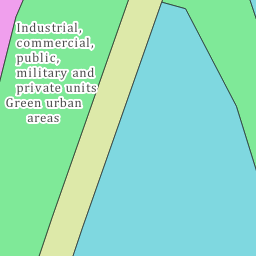 Industrial,
commercial,
public,
military and
private units
Green urban
areas